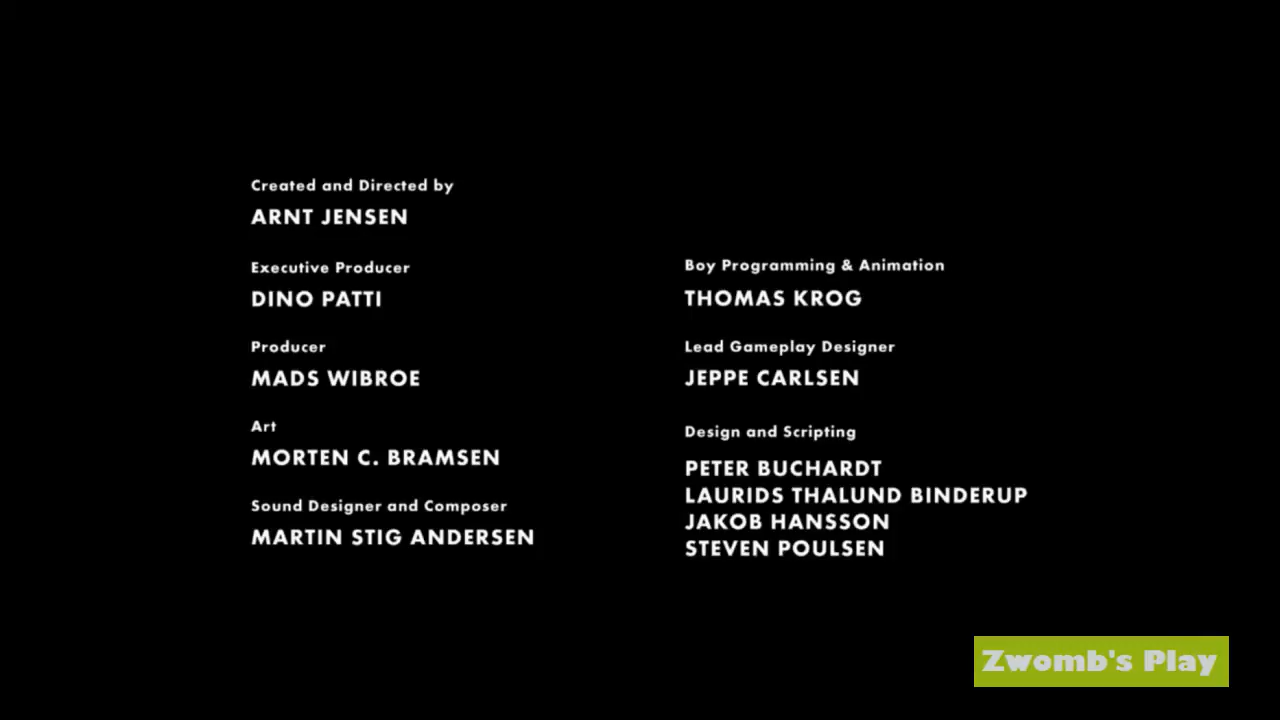 Created and Directed by
ARNT JENSEN
Executive Producer
DINO PATTI
Producer
MADS WIBROE
Art
MORTEN C. BRAMSEN
Sound Designer and Composer
MARTIN STIG ANDERSEN
Boy Programming & Animation
THOMAS KROG
Lead Gameplay Designer
JEPPE CARLSEN
Design and Scripting
PETER BUCHARDT
LAURIDS THALUND BINDERUP
JAKOB HANSSON
STEVEN POULSEN
Zwomb's Play